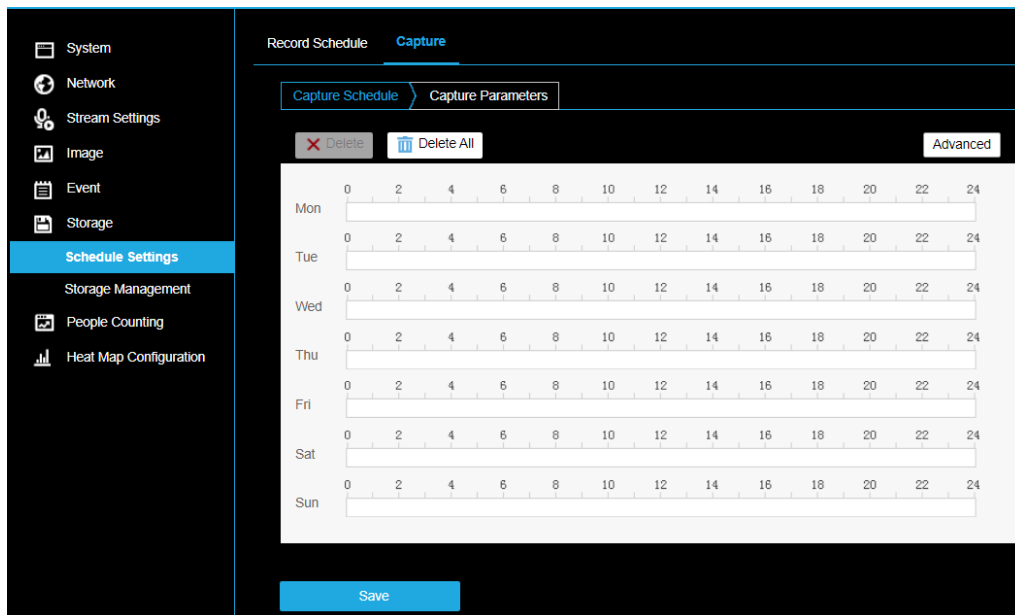 System
Network
Stream Settings
Image
Event
Storage
Schedule Settings
Storage Management
People Counting
Heat Map Configuration
Record Schedule Capture
Capture Schedule Capture Parameters
Delete Delete All Advanced
0 2 4 6 8 10 12 14 16 18 20 22 24
Mon
0 2 4 6 8 10 12 14 16 18 20 22 24
Tue
0 2 4 6 8 10 12 14 16 18 20 22 24
Wed
0 2 4 6 8 10 12 14 16 18 20 22 24
Thu
0 2 4 6 8 10 12 14 16 18 20 22 24
Fri
0 2 4 6 8 10 12 14 16 18 20 22 24
Sat
0 2 4 6 8 10 12 14 16 18 20 22 24
Sun
Save